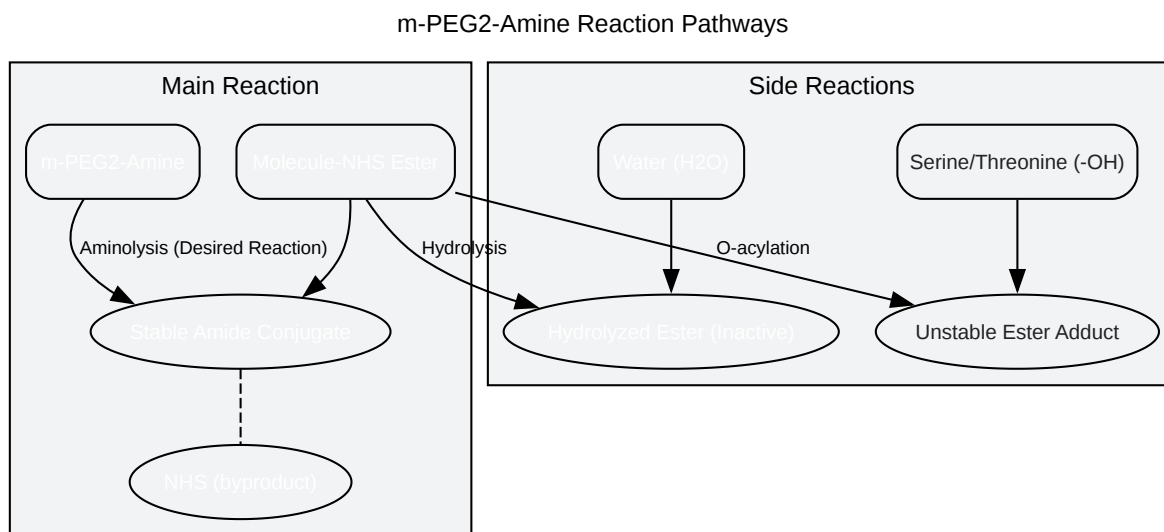 m-PEG2-Amine Reaction Pathways
Main Reaction
Side Reactions
m-PEG2-Amine
Molecule-NHS Ester
Water (H2O)
Serine/Threonine (-OH)
Aminolysis (Desired Reaction)
Hydrolysis
O-acylation
Stable Amide Conjugate
Hydrolyzed Ester (Inactive)
Unstable Ester Adduct
NHS (byproduct)